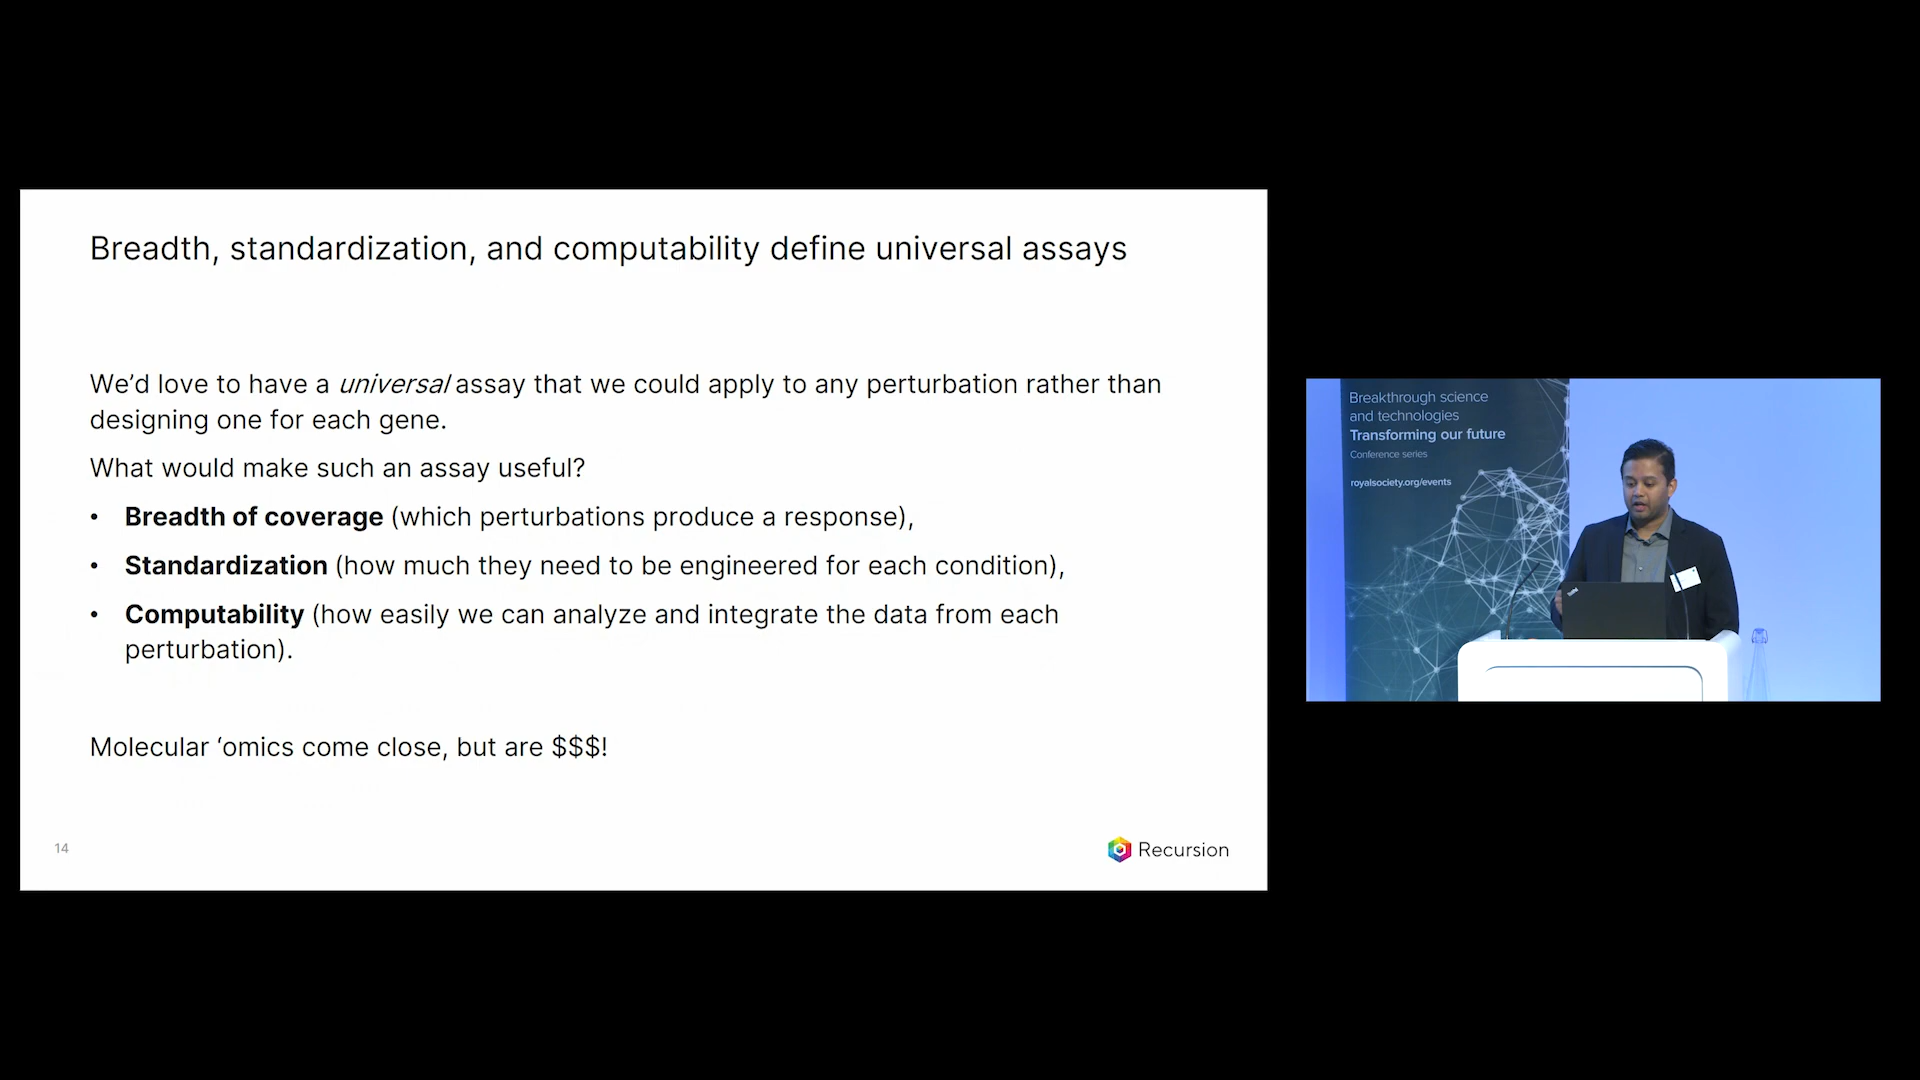 Breadth, standardization, and computability define universal assays
We’d love to have a universal assay that we could apply to any perturbation rather than
designing one for each gene.
What would make such an assay useful?
• Breadth of coverage (which perturbations produce a response),
• Standardization (how much they need to be engineered for each condition),
• Computability (how easily we can analyze and integrate the data from each
perturbation).
Molecular ‘omics come close, but are $$$!
14
Recursion
Breakthrough science
and technologies
Transforming our future
Conference series
royalsociety.org/events